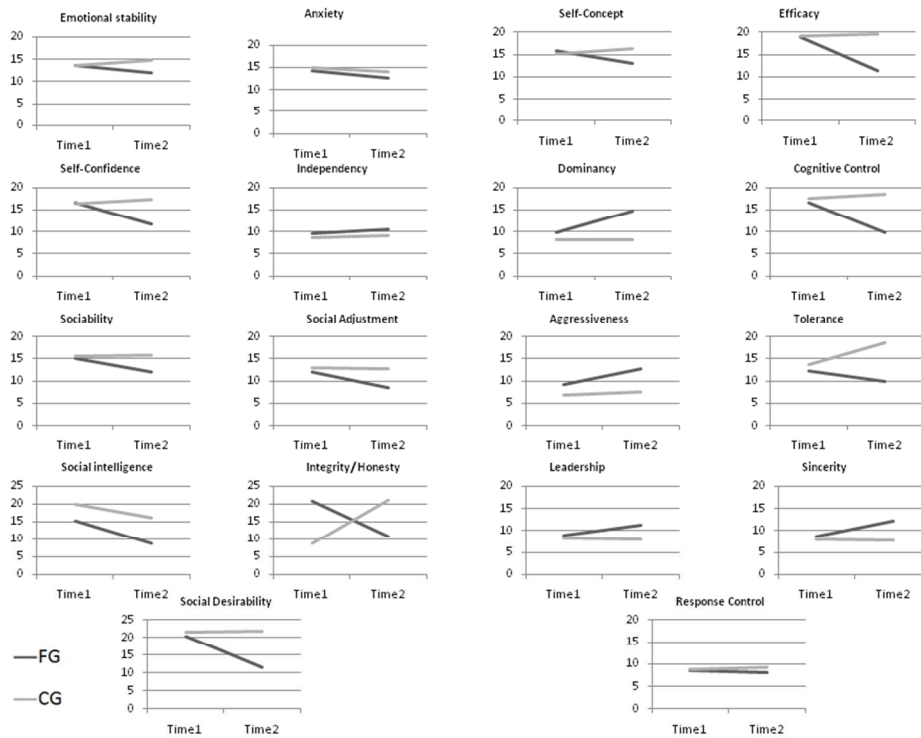 Emotional stability
20
15
10
5
0
Time1 Time2
Anxiety
20
15
10
5
0
Time1 Time2
Self-Concept
20
15
10
5
0
Time1 Time2
Efficacy
20
15
10
5
0
Time1 Time2
Self-Confidence
20
15
10
5
0
Time1 Time2
Independency
20
15
10
5
0
Time1 Time2
Dominancy
20
15
10
5
0
Time1 Time2
Cognitive Control
20
15
10
5
0
Time1 Time2
Sociability
20
15
10
5
0
Time1 Time2
Social Adjustment
20
15
10
5
0
Time1 Time2
Aggressiveness
20
15
10
5
0
Time1 Time2
Tolerance
20
15
10
5
0
Time1 Time2
Social intelligence
25
20
15
10
5
0
Time1 Time2
Integrity/Honesty
25
20
15
10
5
0
Time1 Time2
Leadership
20
15
10
5
0
Time1 Time2
Sincerity
20
15
10
5
0
Time1 Time2
Social Desirability
25
20
15
10
5
0
Time1 Time2
Response Control
20
15
10
5
0
Time1 Time2
FG
CG